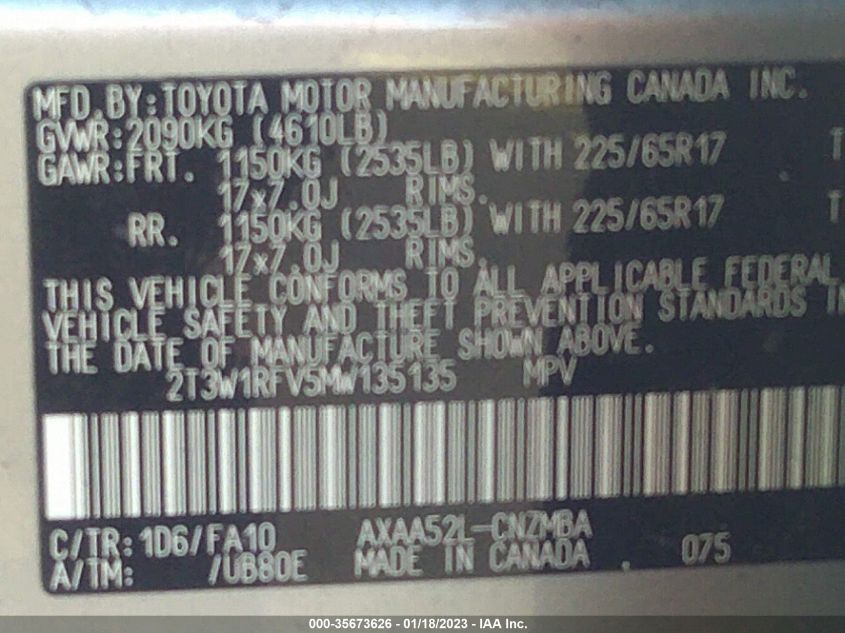 MFD.BY:TOYOTA MOTOR MANUFACTURING CANADA INC.
GVWR:2090KG (4610LB)
GAWR:FRT. 1150KG (2535LB) WITH 225/65R17 T
17x7.0J RIMS.
RR. 1150KG (2535LB) WITH 225/65R17 T
17x7.0J RIMS.
THIS VEHICLE CONFORMS TO ALL APPLICABLE FEDERAL
VEHICLE SAFETY AND THEFT PREVENTION STANDARDS IN
THE DATE OF MANUFACTURE SHOWN ABOVE.
2T3W1RFV5MW135135 MPV
C/TR: 1D6/FA10 AXAA52L-CNZMBA
A/TM: /UB80E MADE IN CANADA . 075
000-35673626 - 01/18/2023 - IAA Inc.